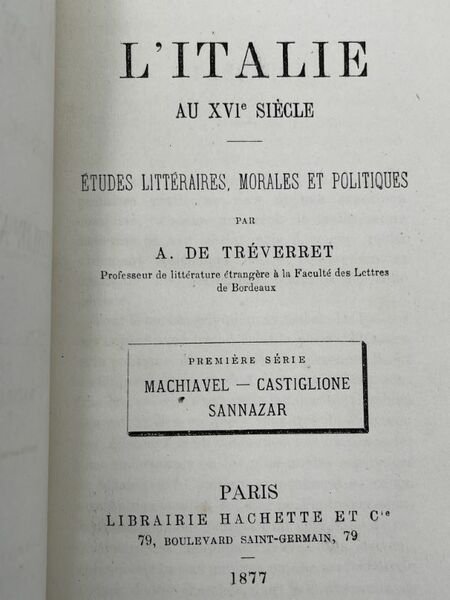 L'ITALIE
AU XVIe SIÈCLE
ÉTUDES LITTÉRAIRES, MORALES ET POLITIQUES
PAR
A. DE TRÉVERRET
Professeur de littérature étrangère à la Faculté des Lettres
de Bordeaux
PREMIÈRE SÉRIE
MACHIAVEL — CASTIGLIONE
SANNAZAR
PARIS
LIBRAIRIE HACHETTE ET Cie
79, BOULEVARD SAINT-GERMAIN, 79
1877